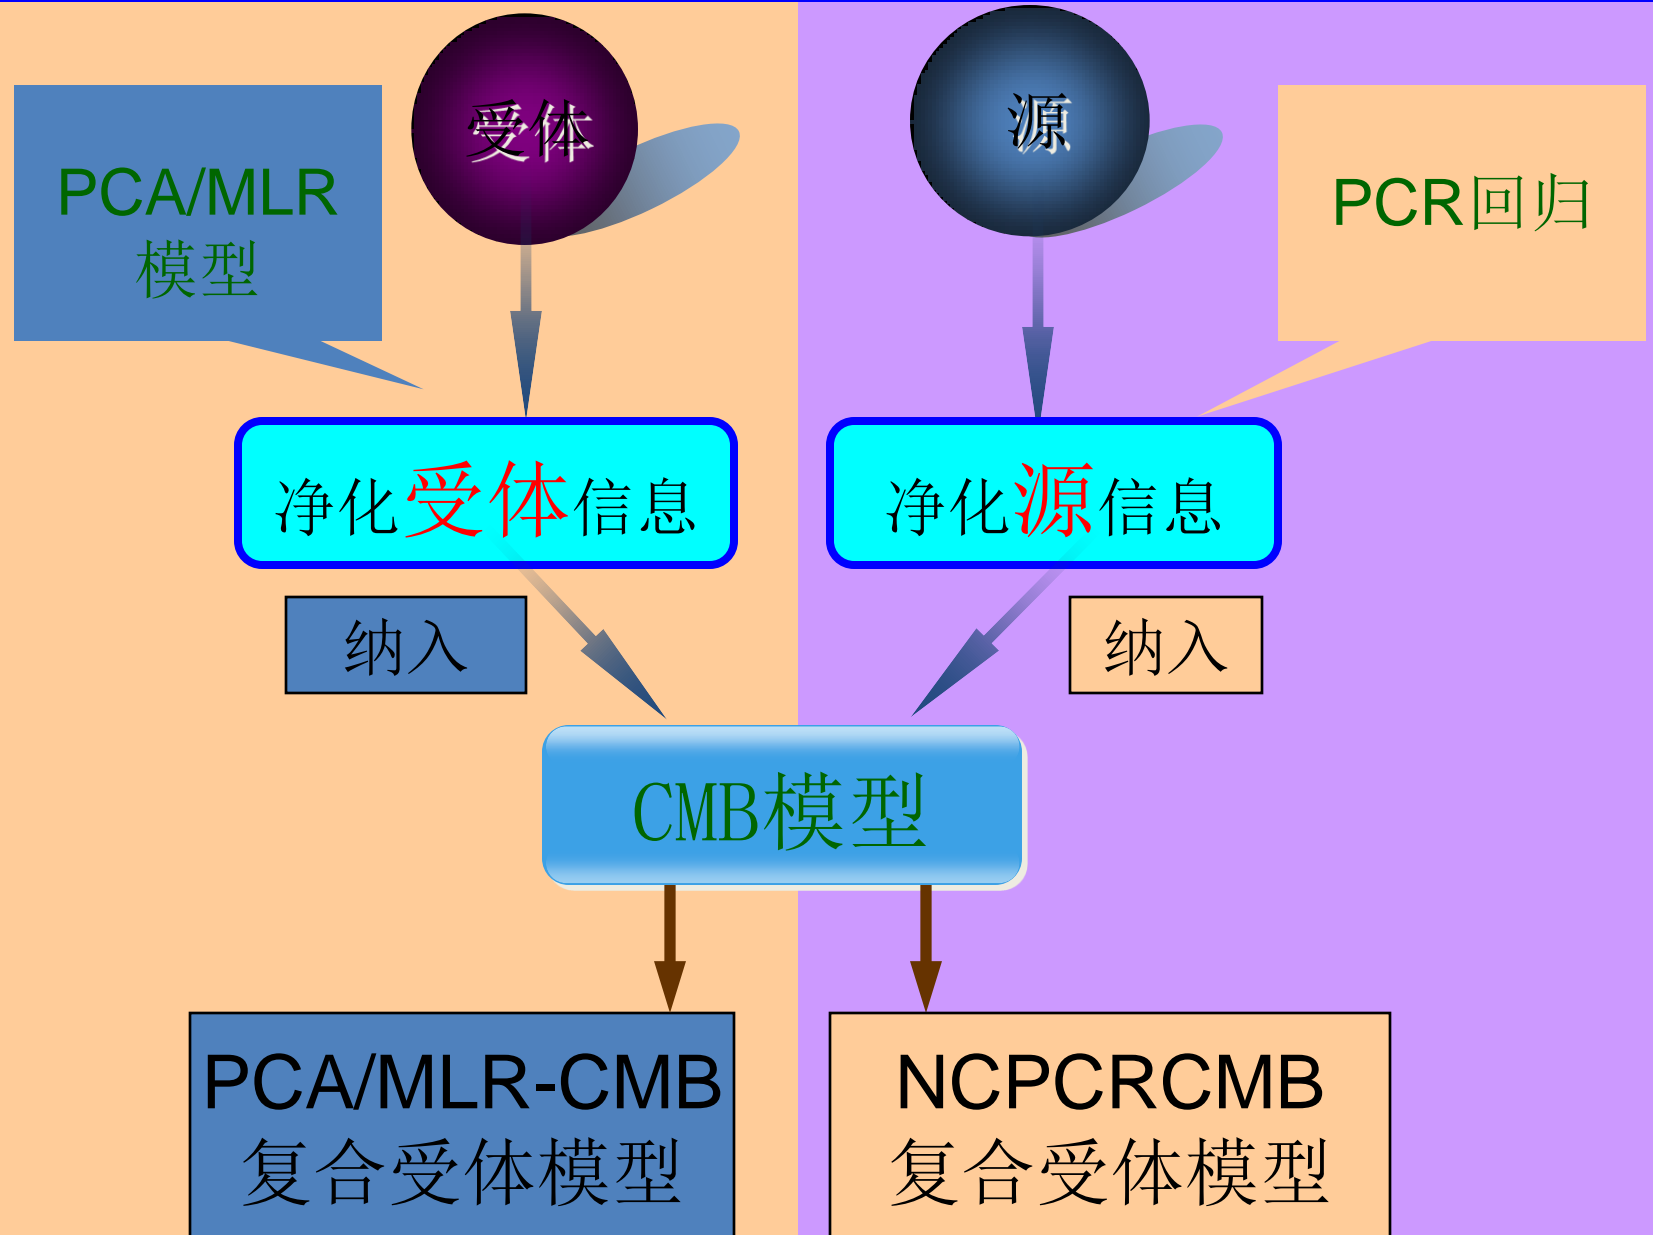 受体
源
PCA/MLR
模型
PCR回归
净化受体信息
净化源信息
纳入
纳入
CMB模型
PCA/MLR-CMB
复合受体模型
NCPCRCMB
复合受体模型